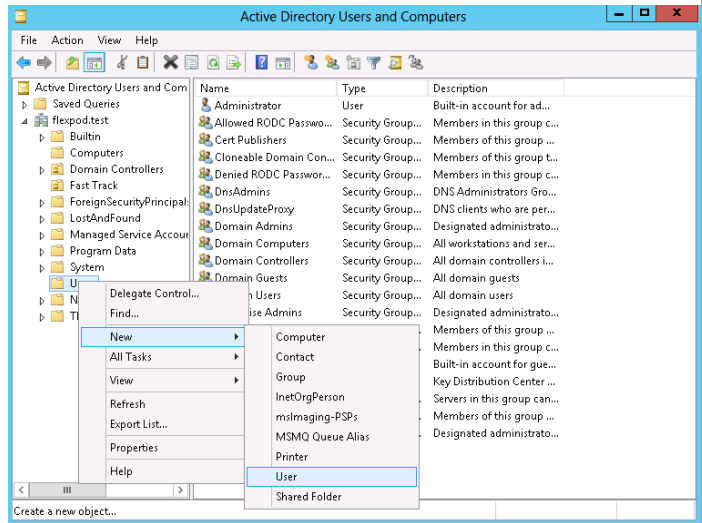 Active Directory Users and Computers
File Action View Help
Active Directory Users and Com
Saved Queries
flexpod.test
Builtin
Computers
Domain Controllers
Fast Track
ForeignSecurityPrincipal:
LostAndFound
Managed Service Accour
Program Data
System
U
N
Name Type Description
Administrator User Built-in account for ad...
Allowed RODC Passwo... Security Group... Members in this group c...
Cert Publishers Security Group... Members of this group ...
Cloneable Domain Con... Security Group... Members of this group t...
Denied RODC Passwor... Security Group... Members in this group c...
DnsAdmins Security Group... DNS Administrators Gro...
DnsUpdateProxy Security Group... DNS clients who are per...
Domain Admins Security Group... Designated administrato...
Domain Computers Security Group... All workstations and ser...
Domain Controllers Security Group... All domain controllers i...
Domain Guests Security Group... All domain guests
n Users Security Group... All domain users
ise Admins Security Group... Designated administrato...
Members of this group ...
Members in this group c...
Built-in account for gue...
Key Distribution Center ...
Servers in this group can...
Members of this group ...
Designated administrato...
Delegate Control...
Find...
New
All Tasks
View
Refresh
Export List...
Properties
Help
Computer
Contact
Group
InetOrgPerson
msImaging-PSPs
MSMQ Queue Alias
Printer
User
Shared Folder
Create a new object...